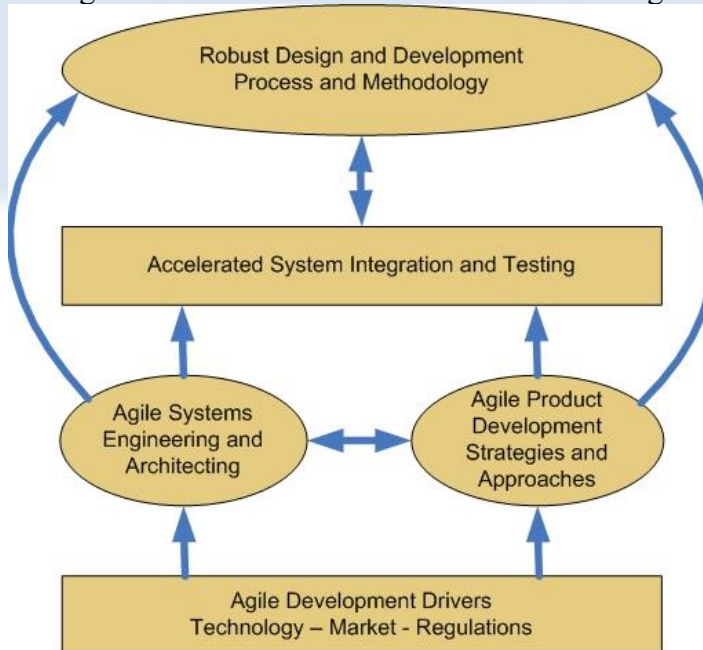 Robust Design and Development
Process and Methodology
Accelerated System Integration and Testing
Agile Systems
Engineering and
Architecting
Agile Product
Development
Strategies and
Approaches
Agile Development Drivers
Technology – Market - Regulations